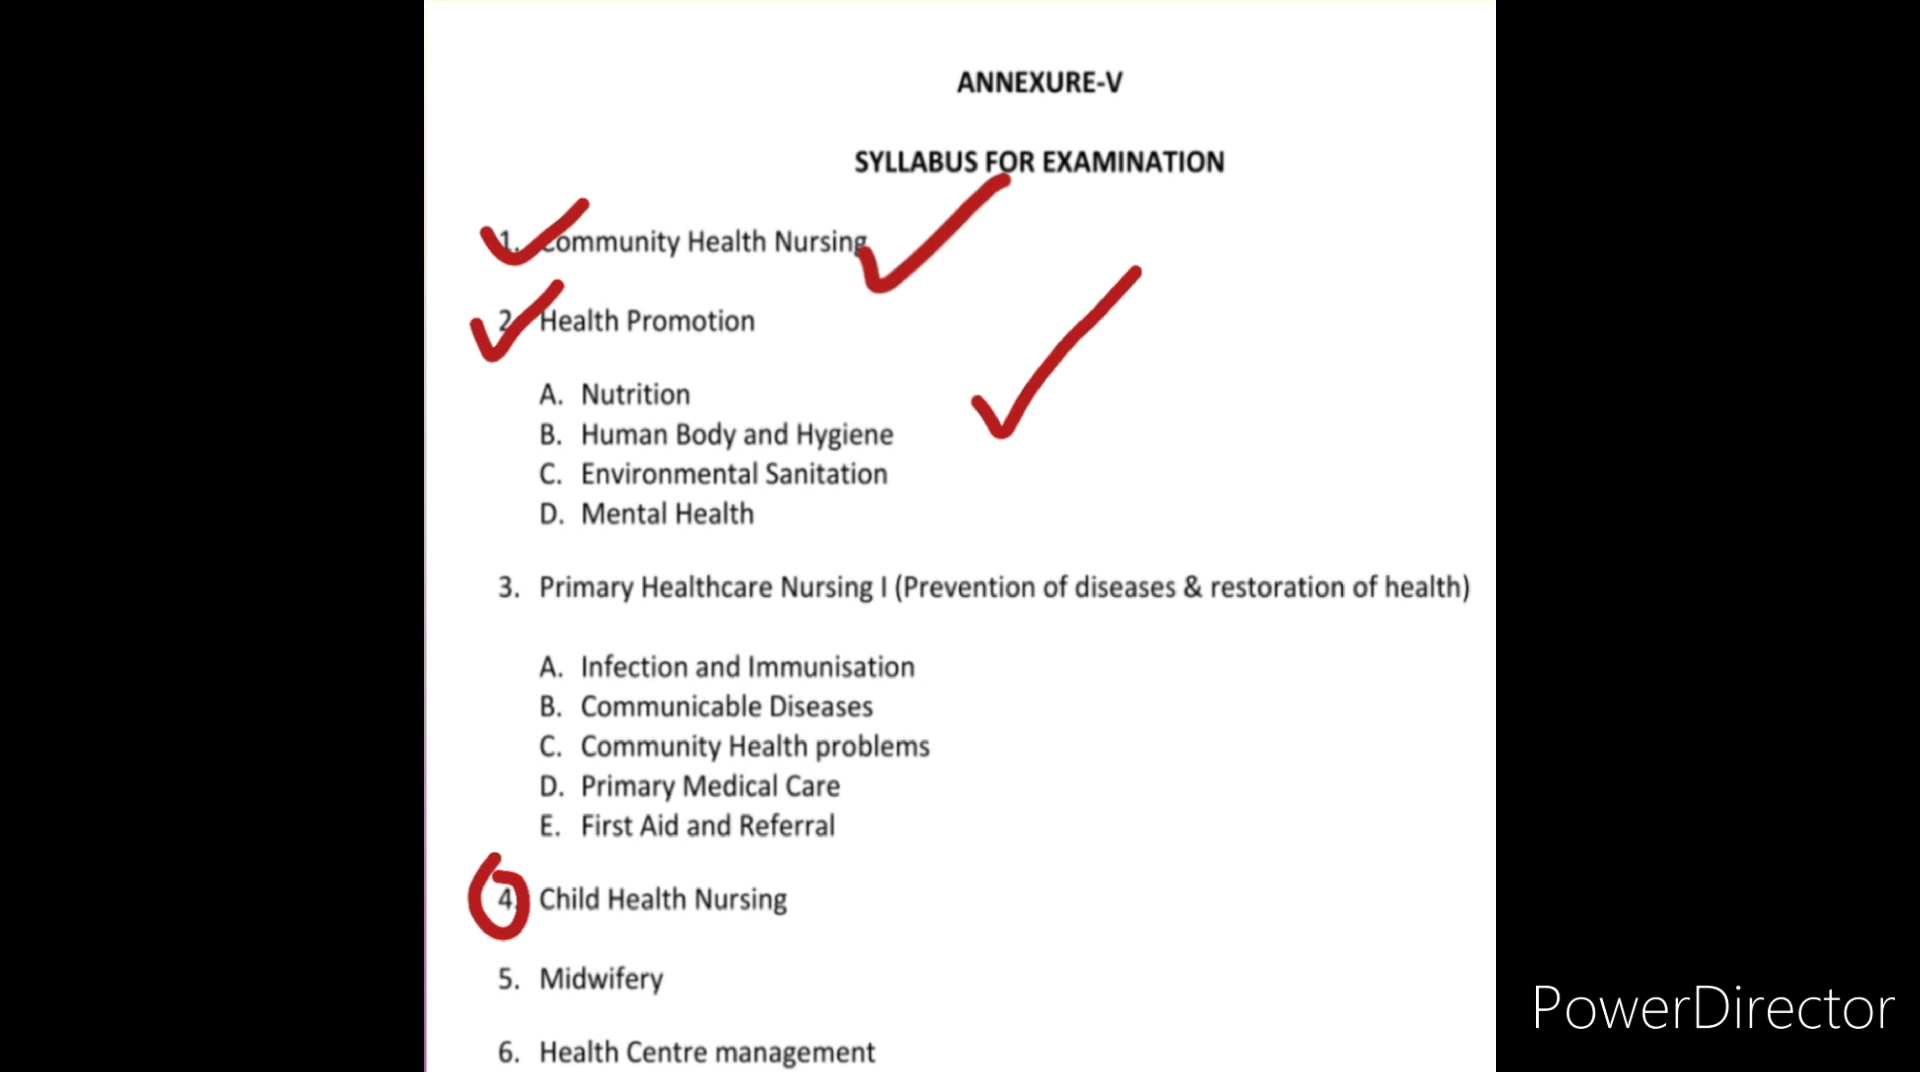 ANNEXURE-V
SYLLABUS FOR EXAMINATION
1. Community Health Nursing
2. Health Promotion
A. Nutrition
B. Human Body and Hygiene
C. Environmental Sanitation
D. Mental Health
3. Primary Healthcare Nursing I (Prevention of diseases & restoration of health)
A. Infection and Immunisation
B. Communicable Diseases
C. Community Health problems
D. Primary Medical Care
E. First Aid and Referral
4. Child Health Nursing
5. Midwifery
6. Health Centre management
PowerDirector